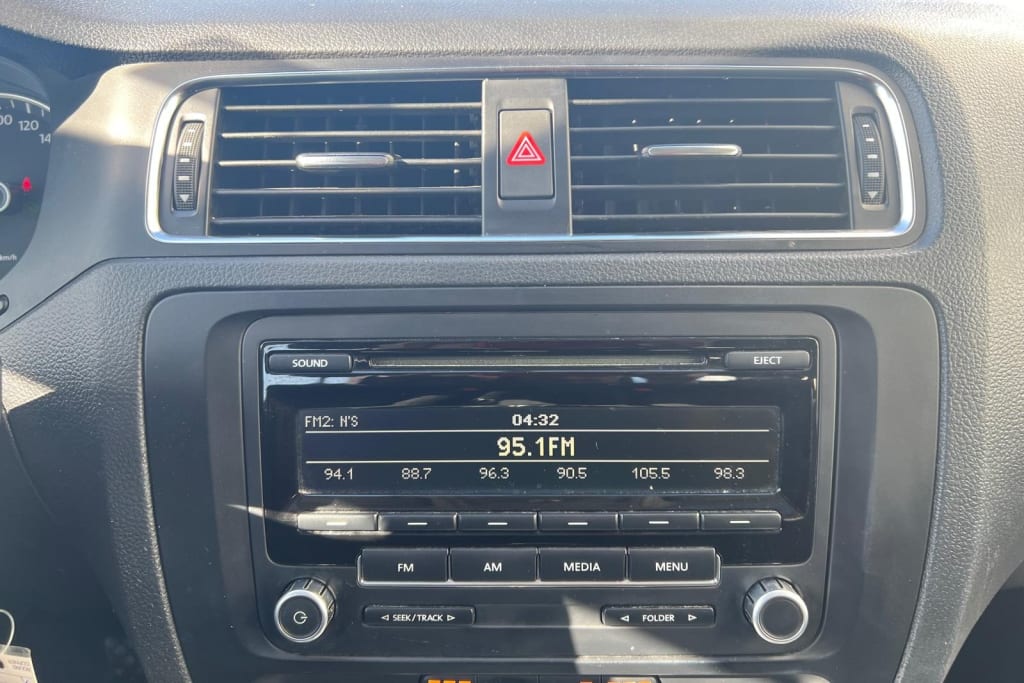 120
km/h
SOUND
EJECT
FM2: N'S 04:32
95.1FM
94.1 88.7 96.3 90.5 105.5 98.3
FM AM MEDIA MENU
SEEK/TRACK
FOLDER